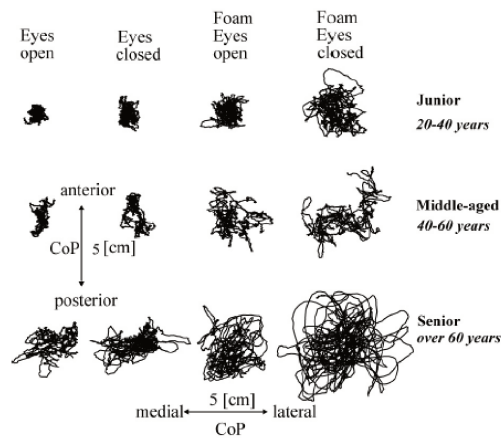 Eyes
open
Eyes
closed
Foam
Eyes
open
Foam
Eyes
closed
Junior
20-40 years
anterior
CoP 5 [cm]
posterior
Middle-aged
40-60 years
Senior
over 60 years
5 [cm]
medial lateral
CoP